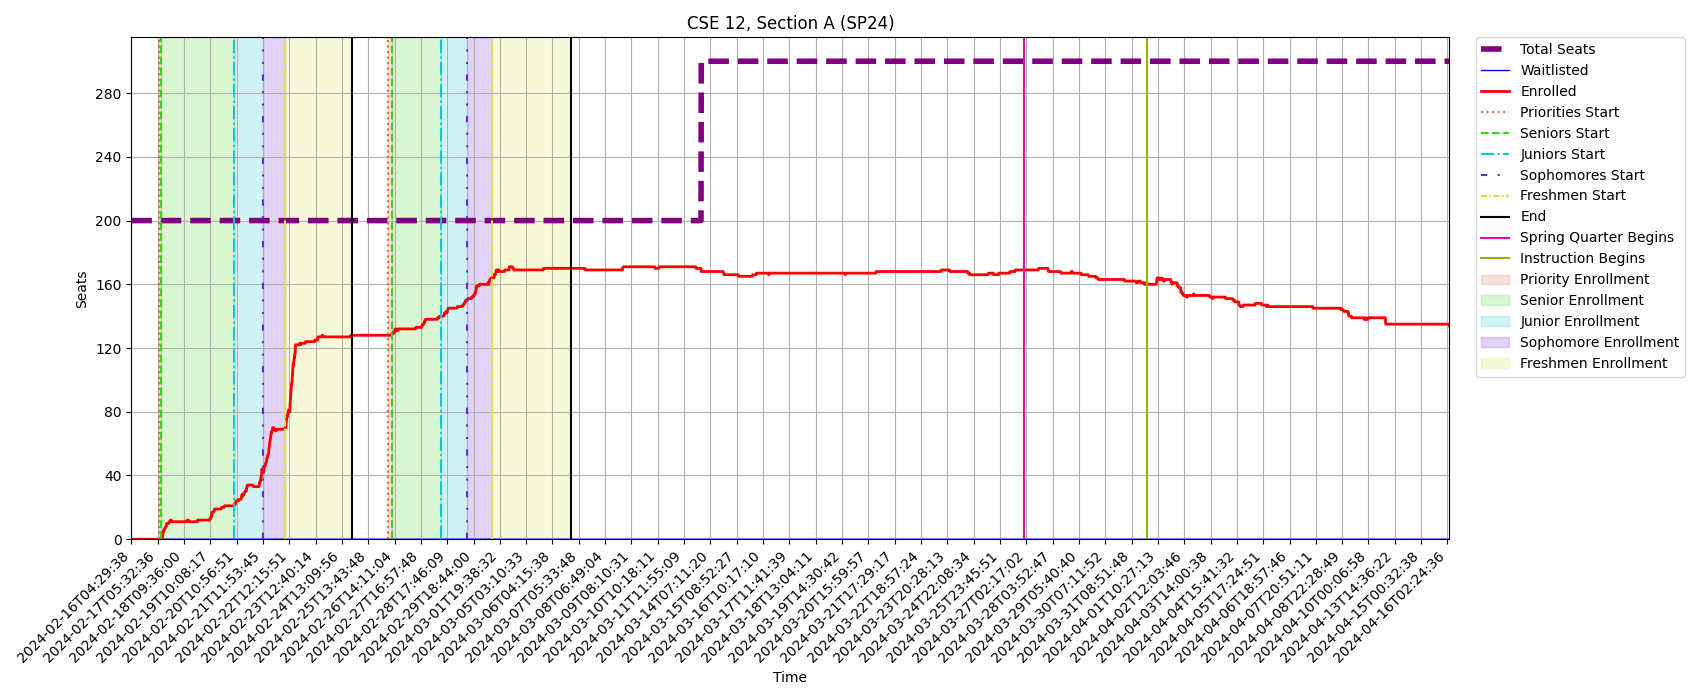 CSE 12, Section A (SP24)
Seats
280
240
200
160
120
80
40
0
2024-02-16T04:29:38
2024-02-17T05:32:36
2024-02-18T09:36:00
2024-02-19T10:08:17
2024-02-20T10:56:51
2024-02-21T11:53:45
2024-02-22T12:15:51
2024-02-23T12:40:14
2024-02-24T13:09:56
2024-02-25T13:43:48
2024-02-26T14:11:04
2024-02-27T16:57:48
2024-02-28T17:46:09
2024-02-29T18:44:00
2024-03-01T19:38:32
2024-03-05T03:10:33
2024-03-06T04:15:38
2024-03-07T05:33:48
2024-03-08T06:49:04
2024-03-09T08:10:31
2024-03-10T10:18:11
2024-03-11T11:55:09
2024-03-14T07:11:20
2024-03-15T08:52:27
2024-03-16T10:17:10
2024-03-17T11:41:39
2024-03-18T13:04:11
2024-03-19T14:30:42
2024-03-20T15:59:57
2024-03-21T17:29:17
2024-03-22T18:57:24
2024-03-23T20:28:13
2024-03-24T22:08:34
2024-03-25T23:45:51
2024-03-27T02:17:02
2024-03-28T03:52:47
2024-03-29T05:40:40
2024-03-30T07:11:52
2024-03-31T08:51:48
2024-04-01T10:27:13
2024-04-02T12:03:46
2024-04-03T14:00:38
2024-04-04T15:41:32
2024-04-05T17:24:51
2024-04-06T18:57:46
2024-04-07T20:51:11
2024-04-08T22:28:49
2024-04-10T00:06:58
2024-04-13T14:36:22
2024-04-15T00:32:38
2024-04-16T02:24:36
Time
Total Seats
Waitlisted
Enrolled
Priorities Start
Seniors Start
Juniors Start
Sophomores Start
Freshmen Start
End
Spring Quarter Begins
Instruction Begins
Priority Enrollment
Senior Enrollment
Junior Enrollment
Sophomore Enrollment
Freshmen Enrollment